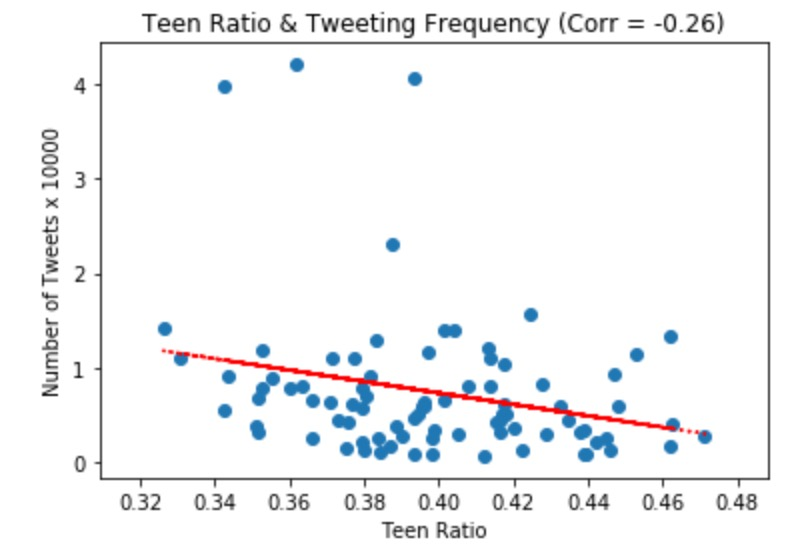 Teen Ratio & Tweeting Frequency (Corr = -0.26)
Number of Tweets x 10000
4
3
2
1
0
0.32 0.34 0.36 0.38 0.40 0.42 0.44 0.46 0.48
Teen Ratio